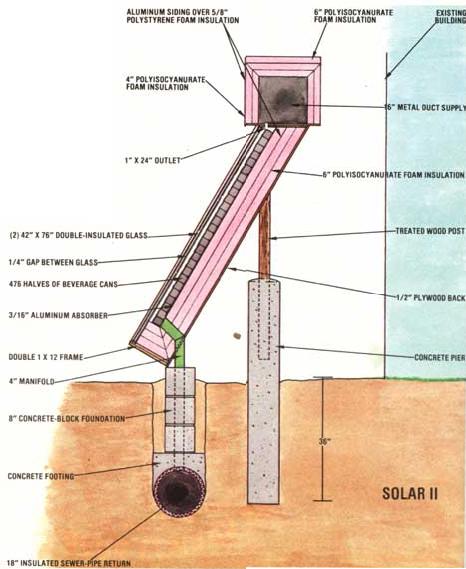 ALUMINUM SIDING OVER 5/8"
POLYSTYRENE FOAM INSULATION
6" POLYISOCYANURATE
FOAM INSULATION
EXISTING
BUILDING
4" POLYISOCYANURATE
FOAM INSULATION
16" METAL DUCT SUPPLY
1" X 24" OUTLET
6" POLYISOCYANURATE FOAM INSULATION
(2) 42" X 76" DOUBLE-INSULATED GLASS
TREATED WOOD POST
1/4" GAP BETWEEN GLASS
476 HALVES OF BEVERAGE CANS
1/2" PLYWOOD BACK
3/16" ALUMINUM ABSORBER
DOUBLE 1 X 12 FRAME
CONCRETE PIER
4" MANIFOLD
8" CONCRETE-BLOCK FOUNDATION
36"
CONCRETE FOOTING
SOLAR II
18" INSULATED SEWER-PIPE RETURN